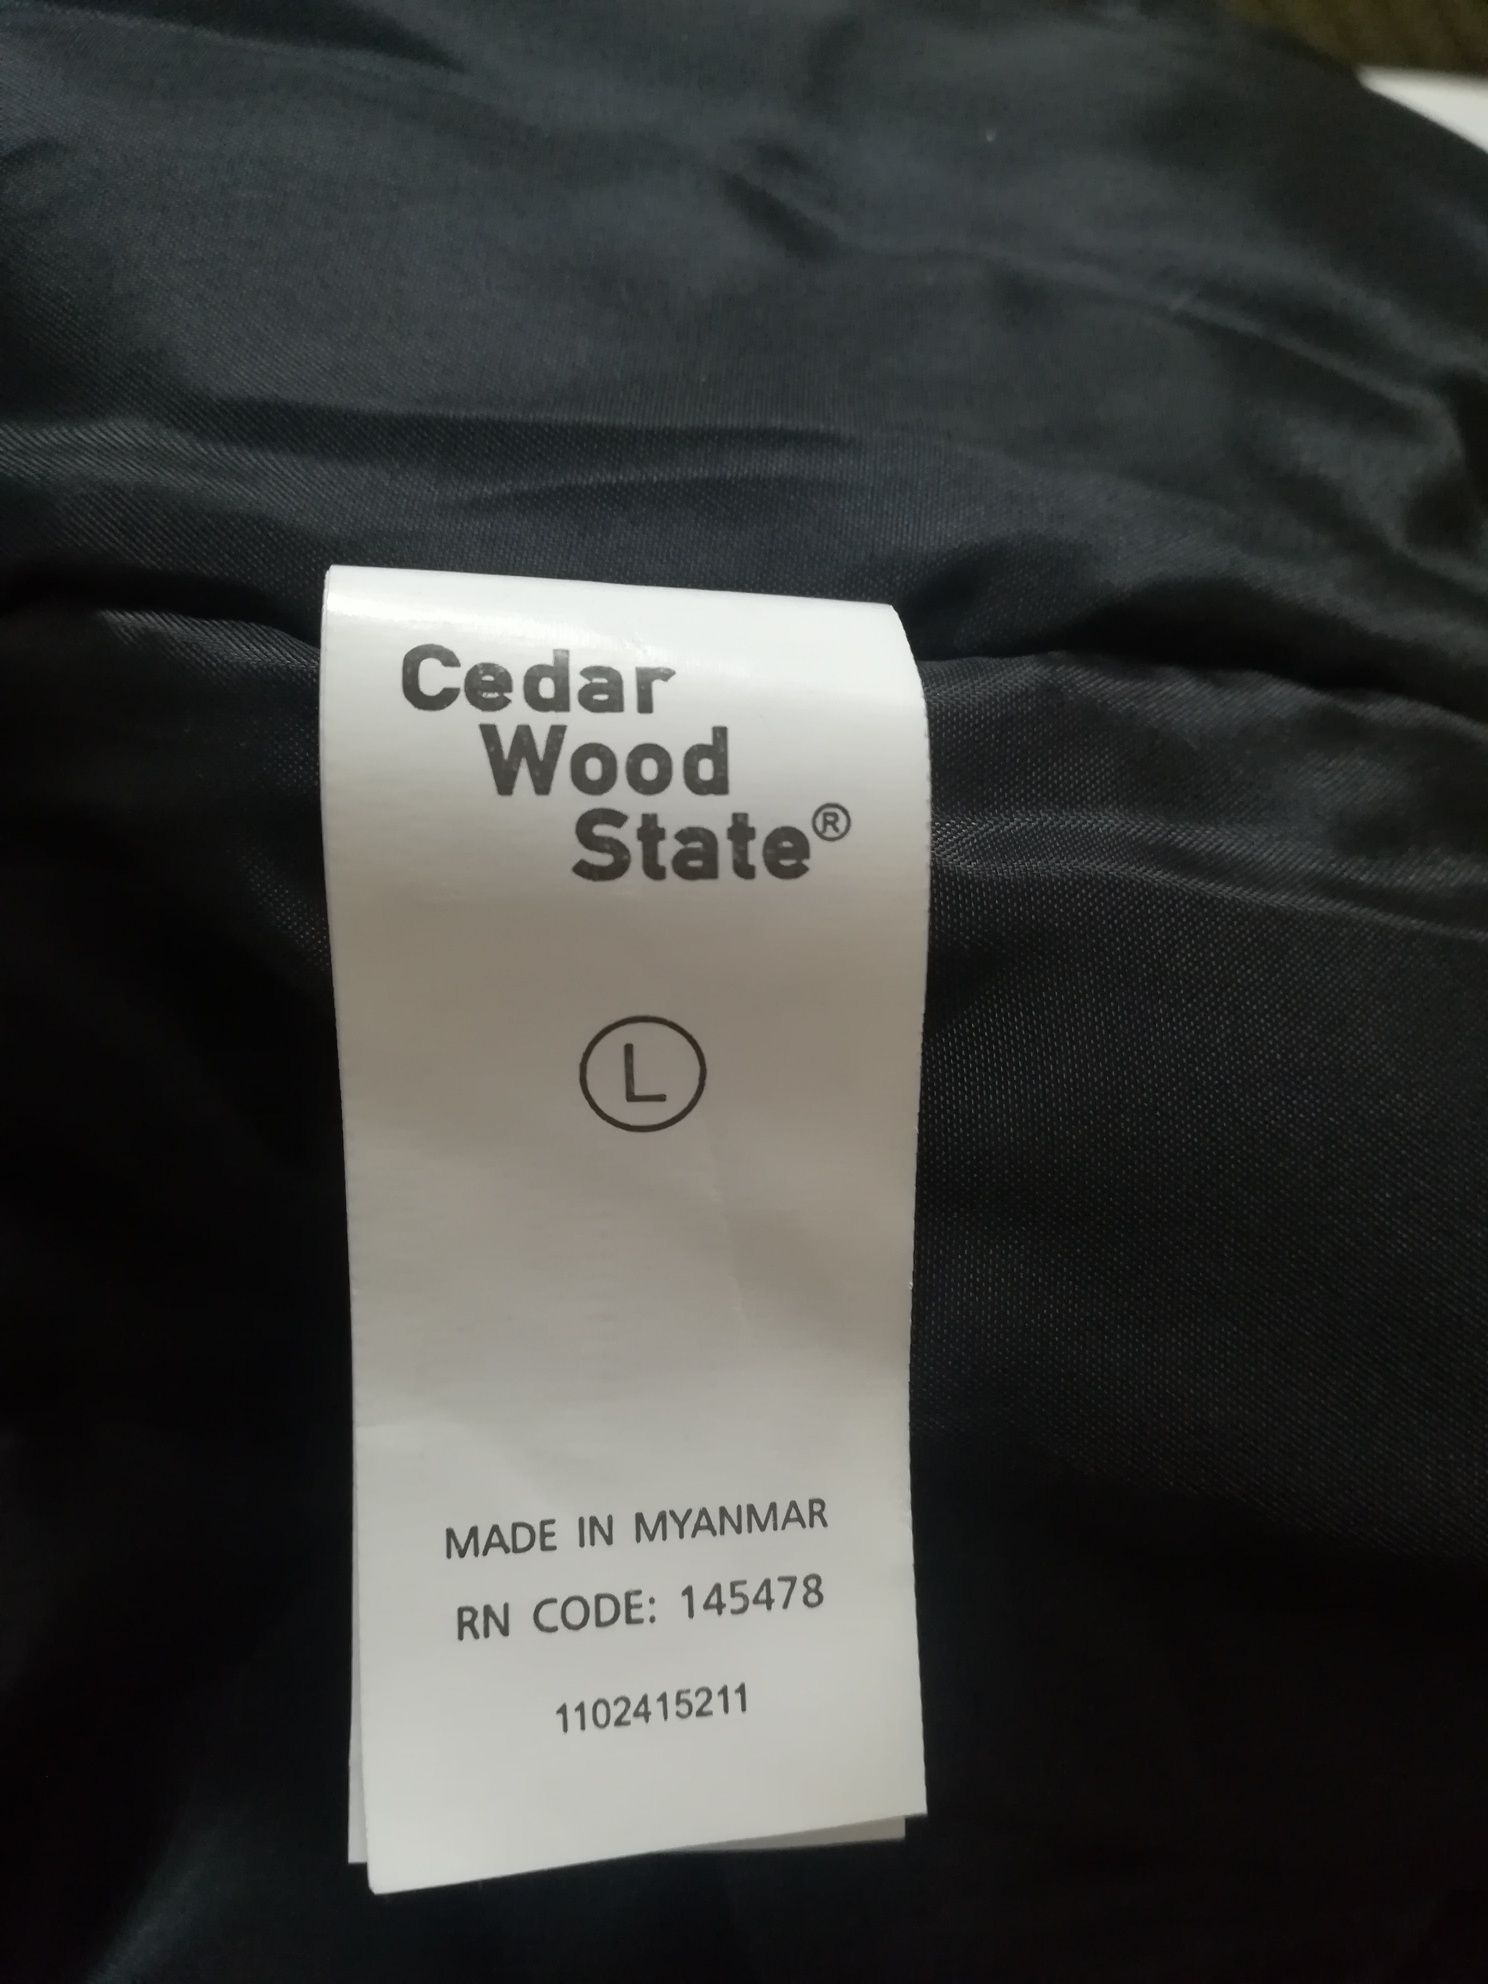 Cedar
Wood
State®
L
MADE IN MYANMAR
RN CODE: 145478
1102415211